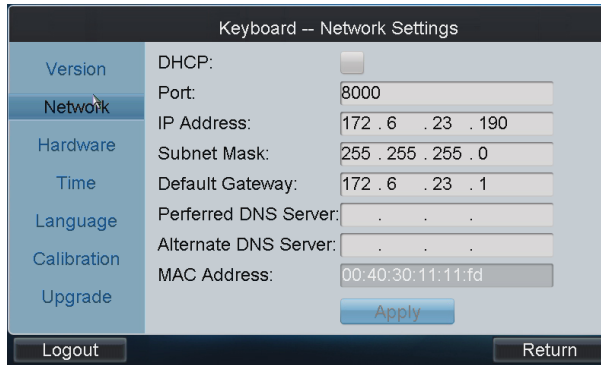 Keyboard -- Network Settings
Version
Network
Hardware
Time
Language
Calibration
Upgrade
DHCP:
Port: 8000
IP Address: 172 . 6 . 23 . 190
Subnet Mask: 255 . 255 . 255 . 0
Default Gateway: 172 . 6 . 23 . 1
Perferred DNS Server: . . .
Alternate DNS Server: . . .
MAC Address: 00:40:30:11:11:fd
Apply
Logout
Return